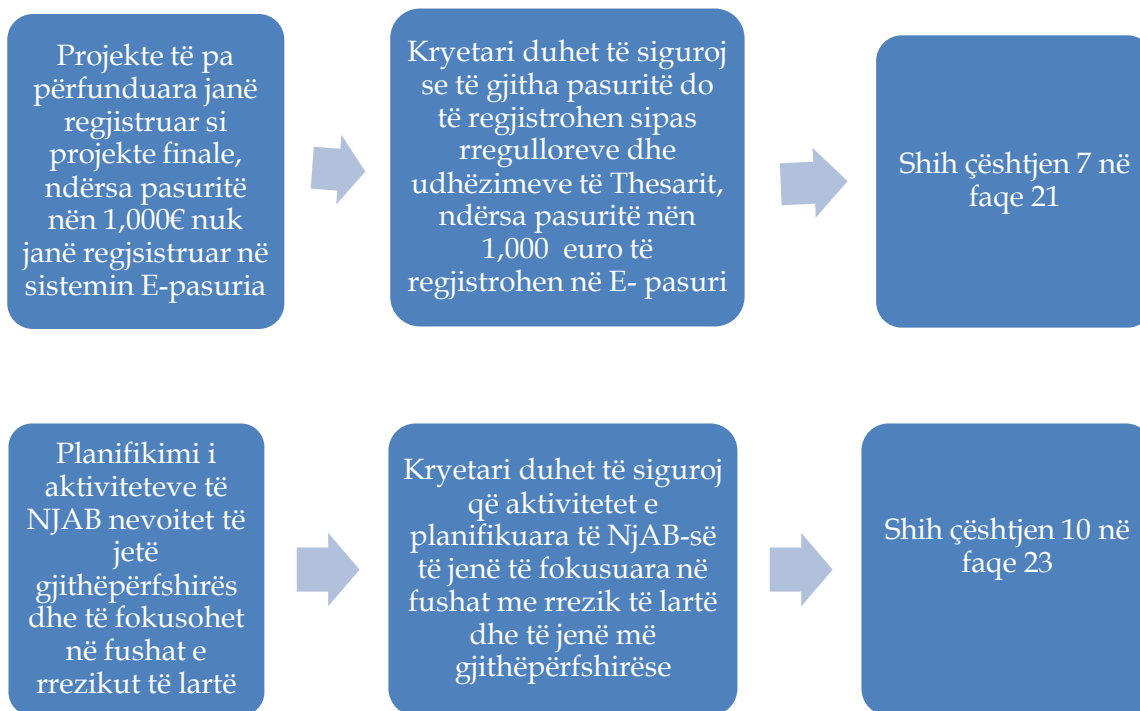 Projekte të pa
përfunduara janë
regjistruar si
projekte finale,
ndërsa pasuritë
nën 1,000€ nuk
janë regjsistruar në
sistemin E-pasuria
Kryetari duhet të siguroj
se të gjitha pasuritë do
të regjistrohen sipas
rregulloreve dhe
udhëzimeve të Thesarit,
ndërsa pasuritë nën
1,000 euro të
regjistrohen në E- pasuri
Shih çështjen 7 në
faqe 21
Planifikimi i
aktiviteteve të
NJAB nevoitet të
jetë
gjithëpërfshirës
dhe të fokusohet
në fushat e
rrezikut të lartë
Kryetari duhet të siguroj
që aktivitetet e
planifikuara të NjAB-së
të jenë të fokusuara në
fushat me rrezik të lartë
dhe të jenë më
gjithëpërfshirëse
Shih çështjen 10 në
faqe 23